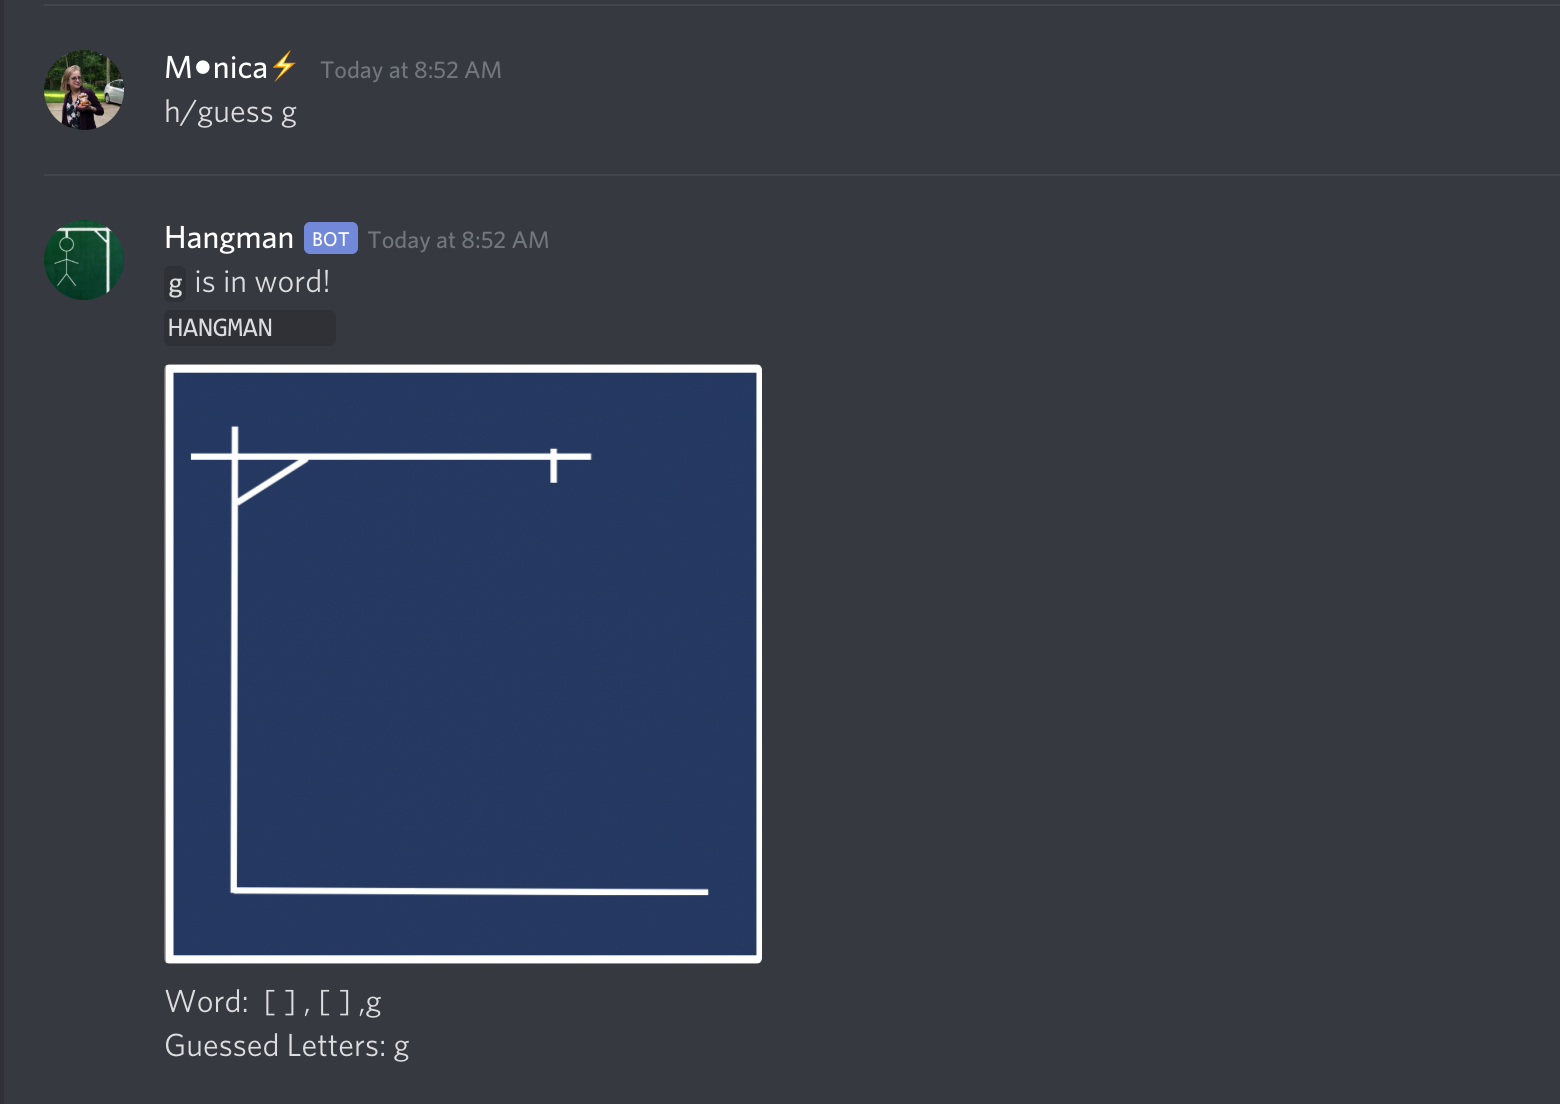 M●nica⚡ Today at 8:52 AM
h/guess g
Hangman BOT Today at 8:52 AM
g is in word!
HANGMAN
Word:  [ ] , [ ] ,g
Guessed Letters: g